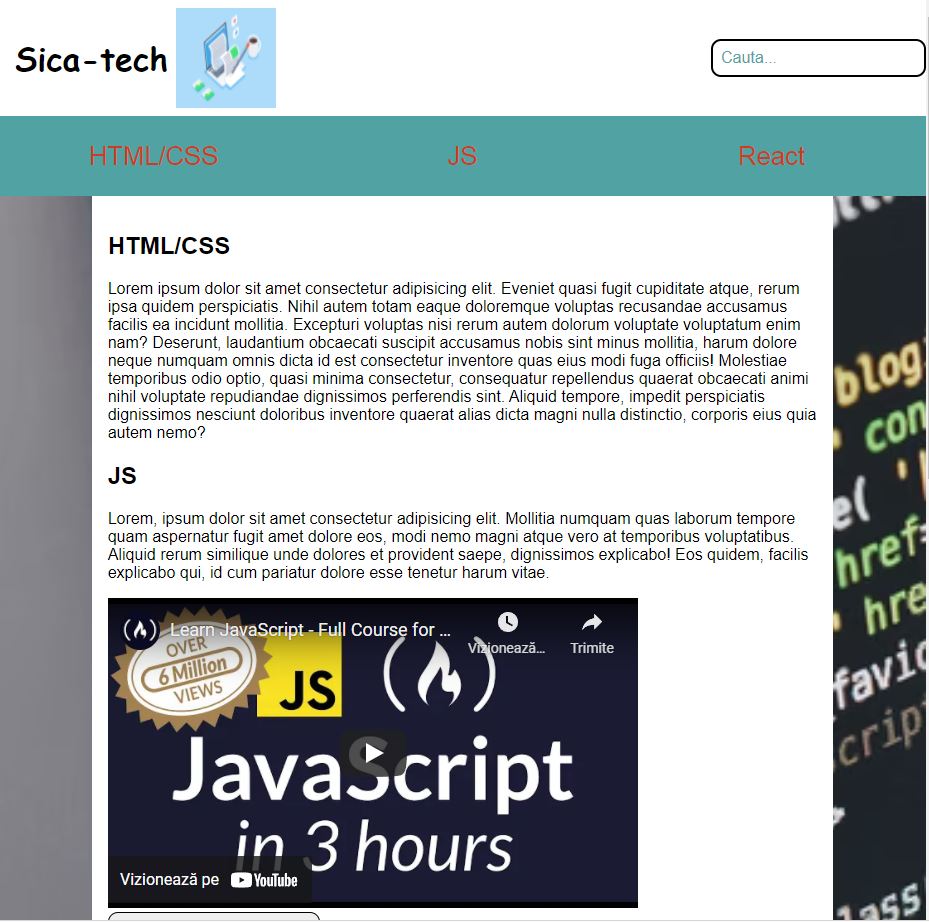 Sica-tech
Cauta...
HTML/CSS
JS
React
HTML/CSS
Lorem ipsum dolor sit amet consectetur adipisicing elit. Eveniet quasi fugit cupiditate atque, rerum
ipsa quidem perspiciatis. Nihil autem totam eaque doloremque voluptas recusandae accusamus
facilis ea incidunt mollitia. Excepturi voluptas nisi rerum autem dolorum voluptate voluptatum enim
nam? Deserunt, laudantium obcaecati suscipit accusamus nobis sint minus mollitia, harum dolore
neque numquam omnis dicta id est consectetur inventore quas eius modi fuga officiis! Molestiae
temporibus odio optio, quasi minima consectetur, consequatur repellendus quaerat obcaecati animi
nihil voluptate repudiandae dignissimos perferendis sint. Aliquid tempore, impedit perspiciatis
dignissimos nesciunt doloribus inventore quaerat alias dicta magni nulla distinctio, corporis eius quia
autem nemo?
JS
Lorem, ipsum dolor sit amet consectetur adipisicing elit. Mollitia numquam quas laborum tempore
quam aspernatur fugit amet dolore eos, modi nemo magni atque vero at temporibus voluptatibus.
Aliquid rerum similique unde dolores et provident saepe, dignissimos explicabo! Eos quidem, facilis
explicabo qui, id cum pariatur dolore esse tenetur harum vitae.
Learn JavaScript - Full Course for ...
Vizionează...
Trimite
OVER
6 Million
VIEWS
JS
JavaScript
in 3 hours
Vizionează pe YouTube
blog
con
el( '
href=
hre
favic
crip
lass